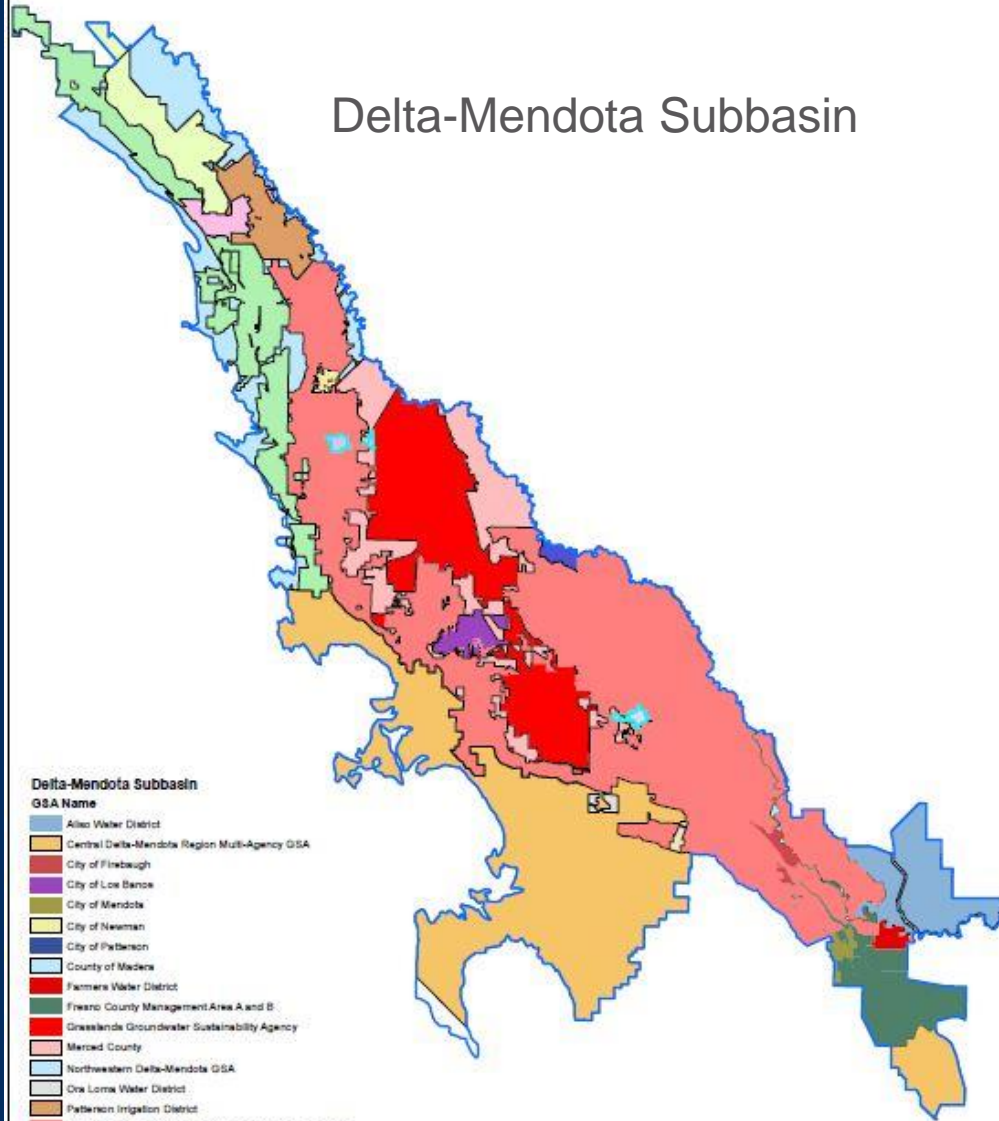 Delta-Mendota Subbasin
Delta-Mendota Subbasin
GSA Name
Aliso Water District
Central Delta-Mendota Region Multi-Agency GSA
City of Firebaugh
City of Los Banos
City of Mendota
City of Newman
City of Patterson
County of Madera
Farmers Water District
Fresno County Management Area A and B
Grasslands Groundwater Sustainability Agency
Merced County
Northwestern Delta-Mendota GSA
Oro Loma Water District
Patterson Irrigation District